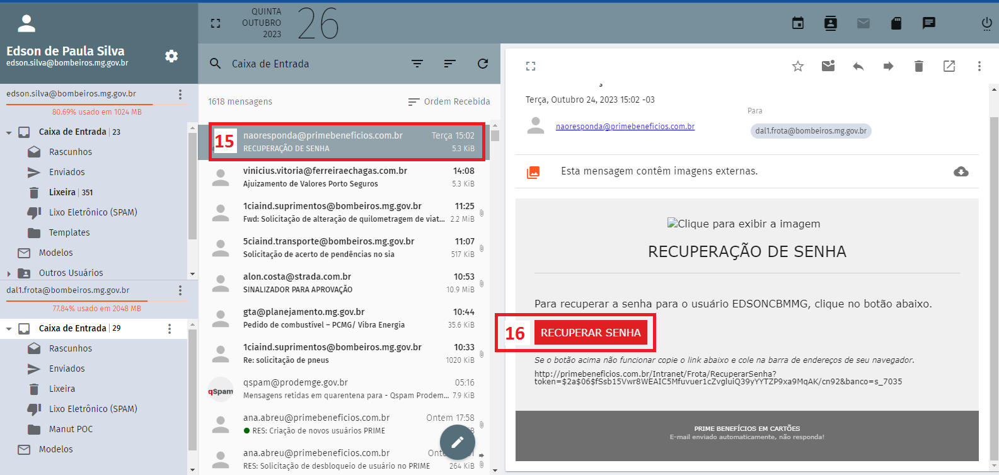 Edson de Paula Silva
edson.silva@bombeiros.mg.gov.br
QUINTA
OUTUBRO
2023
26
Caixa de Entrada
edson.silva@bombeiros.mg.gov.br
80.69% usado em 1024 MB
Caixa de Entrada | 23
Rascunhos
Enviados
Lixeira | 351
Lixo Eletrônico (SPAM)
Templates
Modelos
Outros Usuários
dal1.frota@bombeiros.mg.gov.br
77.84% usado em 2048 MB
Caixa de Entrada | 29
Rascunhos
Enviados
Lixeira
Lixo Eletrônico (SPAM)
Manut POC
Modelos
1618 mensagens
Ordem Recebida
15
naoresponda@primebeneficios.com.br Terça 15:02
RECUPERAÇÃO DE SENHA 5.3 KiB
vinicius.vitoria@ferreiraechagas.com.br 14:08
Ajuizamento de Valores Porto Seguros 5.3 KiB
1ciaind.suprimentos@bombeiros.mg.gov.br 11:25
Fwd: Solicitação de alteração de quilometragem de viat... 2.2 MiB
5ciaind.transporte@bombeiros.mg.gov.br 11:07
Solicitação de acerto de pendências no sia 517 KiB
alon.costa@strada.com.br 10:53
SINALIZADOR PARA APROVAÇÃO 10.9 MiB
gta@planejamento.mg.gov.br 10:44
Pedido de combustível – PCMG/ Vibra Energia 35.6 KiB
1ciaind.suprimentos@bombeiros.mg.gov.br 10:33
Re: solicitação de pneus 1020 KiB
qSpam
qspam@prodemge.gov.br 05:16
Mensagens retidas em quarentena para - Qspam Prodem... 7.9 KiB
ana.abreu@primebeneficios.com.br Ontem 17:58
RES: Criação de novos usuários PRIME
ana.abreu@primebeneficios.com.br
RES: Solicitação de desbloqueio de usuário no PRIME 264 KiB
Terça, Outubro 24, 2023 15:02 -03
naoresponda@primebeneficios.com.br
Para
dal1.frota@bombeiros.mg.gov.br
Esta mensagem contêm imagens externas.
Clique para exibir a imagem
RECUPERAÇÃO DE SENHA
Para recuperar a senha para o usuário EDSONCBMMG, clique no botão abaixo.
16
RECUPERAR SENHA
Se o botão acima não funcionar copie o link abaixo e cole na barra de endereços de seu navegador.
http://primebeneficios.com.br/Intranet/Frota/RecuperarSenha?
token=$2a$06$fSsb15Vwr8WEAIC5Mfuvuer1cZvgluiQ39yYYTZP9xa9MqAK/cn92&banco=s_7035
PRIME BENEFÍCIOS EM CARTÕES
E-mail enviado automaticamente, não responda!